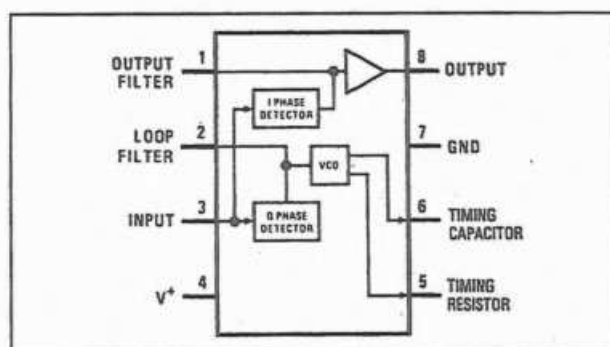 1
OUTPUT
FILTER
8
OUTPUT
I PHASE
DETECTOR
2
LOOP
FILTER
7
GND
VCO
INPUT
3
Q PHASE
DETECTOR
6
TIMING
CAPACITOR
4
V+
5
TIMING
RESISTOR